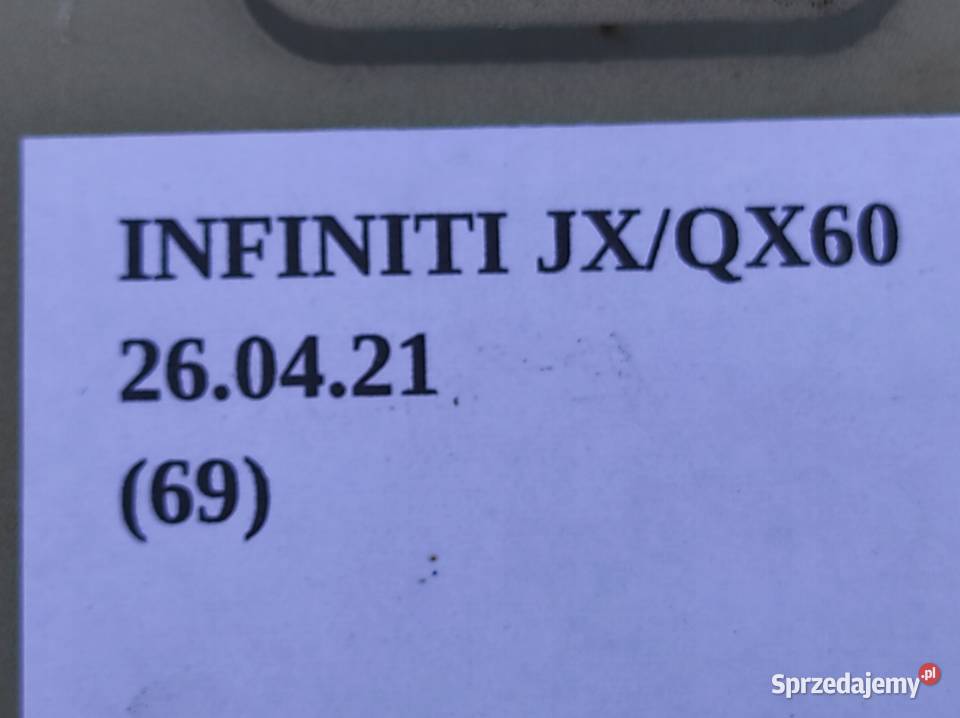 INFINITI JX/QX60
26.04.21
(69)
Sprzedajemy.pl